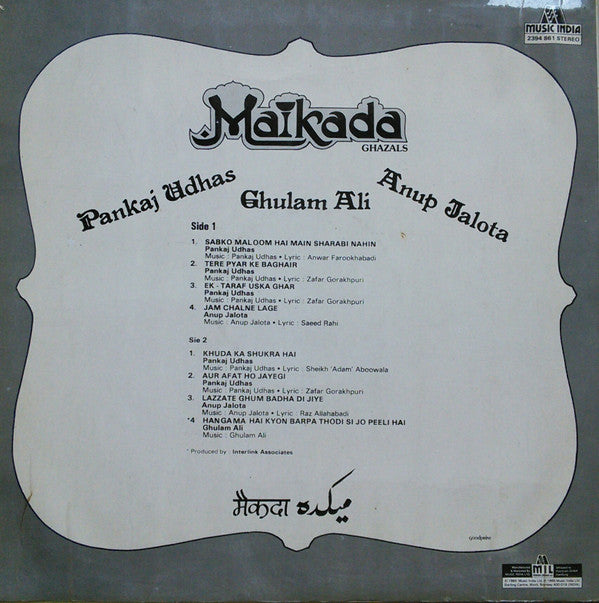 MUSIC INDIA
2394 861 STEREO
Maikada
GHAZALS
Pankaj Udhas
Ghulam Ali
Anup Jalota
Side 1
1. SABKO MALOOM HAI MAIN SHARABI NAHIN
Pankaj Udhas
Music : Pankaj Udhas • Lyric : Anwar Farookhabadi
2. TERE PYAR KE BAGHAIR
Pankaj Udhas
Music : Pankaj Udhas • Lyric : Zafar Gorakhpuri
3. EK - TARAF USKA GHAR
Pankaj Udhas
Music : Pankaj Udhas • Lyric : Zafar Gorakhpuri
4. JAM CHALNE LAGE
Anup Jalota
Music : Anup Jalota • Lyric : Saeed Rahi
Sie 2
1. KHUDA KA SHUKRA HAI
Pankaj Udhas
Music : Pankaj Udhas • Lyric : Sheikh 'Adam' Aboowala
2. AUR AFAT HO JAYEGI
Pankaj Udhas
Music : Pankaj Udhas • Lyric : Zafar Gorakhpuri
3. LAZZATE GHUM BADHA DI JIYE
Anup Jalota
Music : Anup Jalota • Lyric : Raz Allahabadi
*4 HANGAMA HAI KYON BARPA THODI SI JO PEELI HAI
Ghulam Ali
Music : Ghulam Ali
* Produced by : Interlink Associates
मैकदा میکدہ
goodprint
MIL